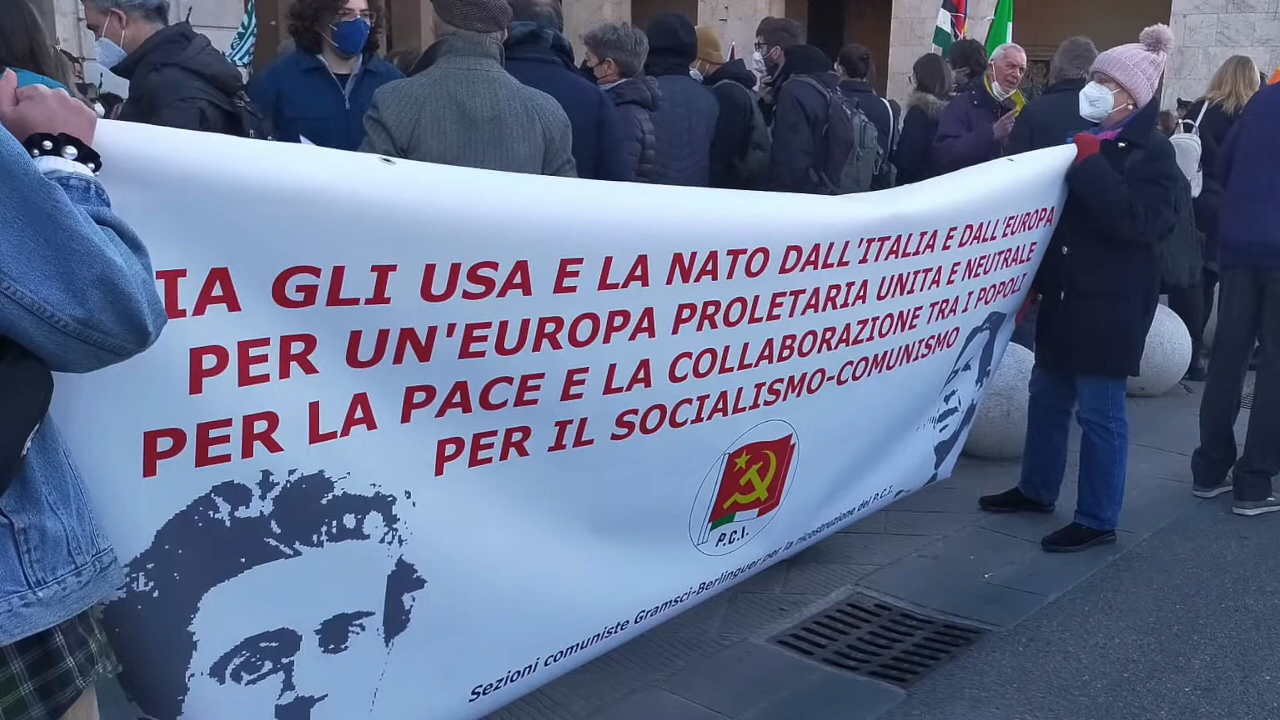 IA GLI USA E LA NATO DALL'ITALIA E DALL'EUROPA
PER UN'EUROPA PROLETARIA UNITA E NEUTRALE
PER LA PACE E LA COLLABORAZIONE TRA I POPOLI
PER IL SOCIALISMO-COMUNISMO
P.C.I.
Sezioni comuniste Gramsci-Berlinguer per la ricostruzione del P.C.I.